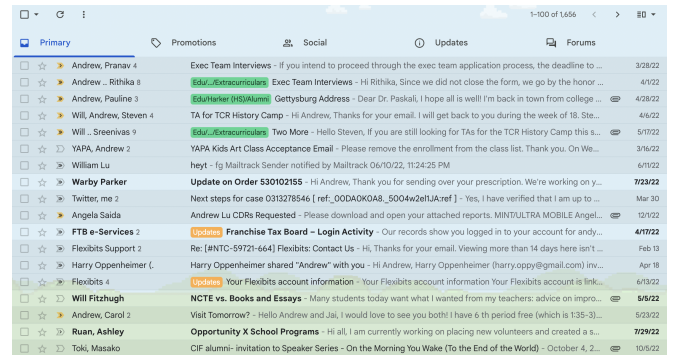 1–100 of 1,656
Primary Promotions Social Updates Forums
Andrew, Pranav 4 Exec Team Interviews - If you intend to proceed through the exec team application process, the deadline to ... 3/28/22
Andrew .. Rithika 8 Edu/.../Extracurriculars Exec Team Interviews - Hi Rithika, Since we did not close the form, we go by the honor ... 4/1/22
Andrew, Pauline 3 Edu/Harker (HS)/Alumni Gettysburg Address - Dear Dr. Paskali, I hope all is well! I'm back in town from college ... 4/28/22
Will, Andrew, Steven 4 TA for TCR History Camp - Hi Andrew, Thanks for your email. I will get back to you during the week of 18. Ste... 4/6/22
Will .. Sreenivas 9 Edu/.../Extracurriculars Two More - Hello Steven, If you are still looking for TAs for the TCR History Camp this s... 5/17/22
YAPA, Andrew 2 YAPA Kids Art Class Acceptance Email - Please remove the enrollment from the class list. Thank you. On We... 3/16/22
William Lu heyt - fg Mailtrack Sender notified by Mailtrack 06/10/22, 11:24:25 PM 6/11/22
Warby Parker Update on Order 530102155 - Hi Andrew, Thank you for sending over your prescription. We're working on y... 7/23/22
Twitter, me 2 Next steps for case 0313278546 [ ref:_00DA0K0A8._5004w2el1JA:ref ] - Yes, I have verified that I am up to ... Mar 30
Angela Saida Andrew Lu CDRs Requested - Please download and open your attached reports. MINT/ULTRA MOBILE Angel... 12/1/22
FTB e-Services 2 Updates Franchise Tax Board – Login Activity - Our records show you logged in to your account for andy... 4/17/22
Flexibits Support 2 Re: [#NTC-59721-664] Flexibits: Contact Us - Hi, Thanks for your email. Viewing more than 14 days here isn't ... Feb 13
Harry Oppenheimer (. Harry Oppenheimer shared "Andrew" with you - Hi Andrew, Harry Oppenheimer (harry.oppy@gmail.com) inv... Apr 18
Flexibits 4 Updates Your Flexibits account information - Your Flexibits account information Your Flexibits account is link... 6/13/22
Will Fitzhugh NCTE vs. Books and Essays - Many students today want what I wanted from my teachers: advice on impro... 5/5/22
Andrew, Carol 2 Visit Tomorrow? - Hello Andrew and Jai, I would love to see you both! I have 6 th period free (which is 1:35-3)... 5/23/22
Ruan, Ashley Opportunity X School Programs - Hi all, I am currently working on placing new volunteers and created a s... 7/29/22
Toki, Masako CIF alumni- invitation to Speaker Series - On the Morning You Wake (To the End of the World) - October 4, 2... 10/5/22